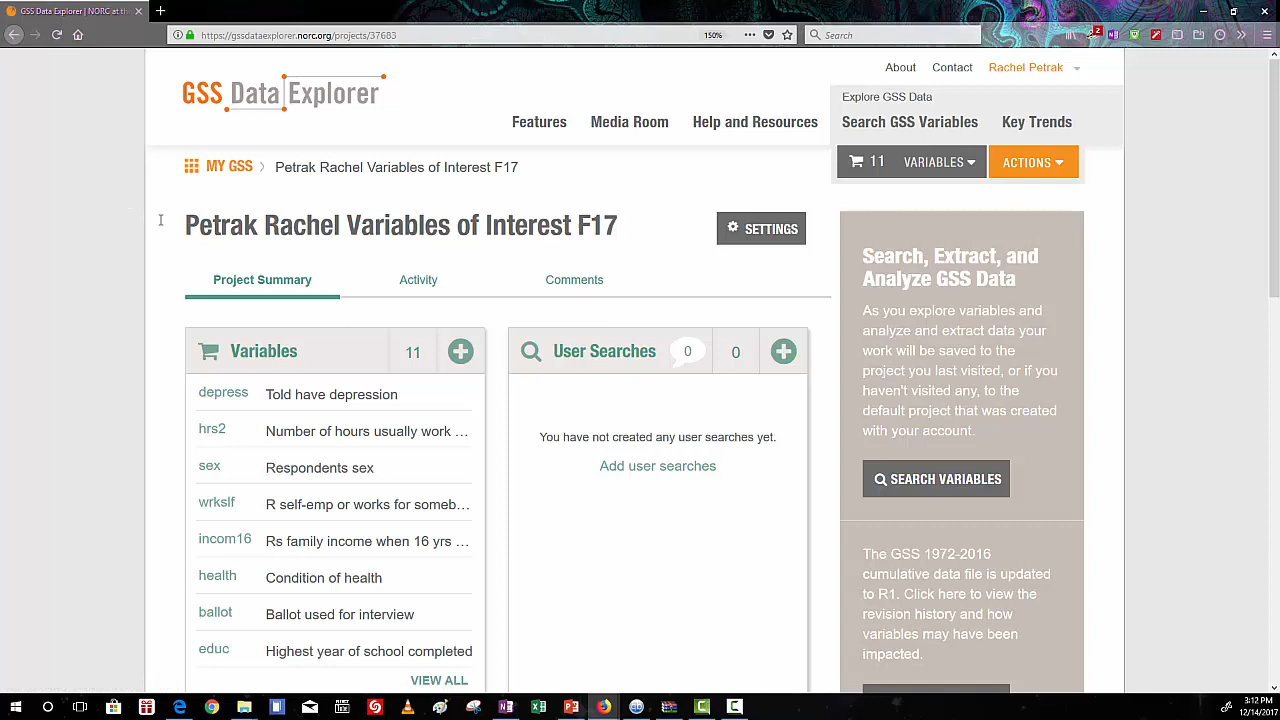 GSS Data Explorer | NORC at th
https://gssdataexplorer.norc.org/projects/37683
150%
Search
2
About Contact Rachel Petrak
GSS Data Explorer
Explore GSS Data
Features Media Room Help and Resources Search GSS Variables Key Trends
MY GSS Petrak Rachel Variables of Interest F17
11 VARIABLES ACTIONS
Petrak Rachel Variables of Interest F17
SETTINGS
Project Summary Activity Comments
Variables 11
depress Told have depression
hrs2 Number of hours usually work ...
sex Respondents sex
wrkslf R self-emp or works for someb...
incom16 Rs family income when 16 yrs ...
health Condition of health
ballot Ballot used for interview
educ Highest year of school completed
VIEW ALL
User Searches 0 0
You have not created any user searches yet.
Add user searches
Search, Extract, and
Analyze GSS Data
As you explore variables and
analyze and extract data your
work will be saved to the
project you last visited, or if you
haven't visited any, to the
default project that was created
with your account.
SEARCH VARIABLES
The GSS 1972-2016
cumulative data file is updated
to R1. Click here to view the
revision history and how
variables may have been
impacted.
3:12 PM
12/14/2017